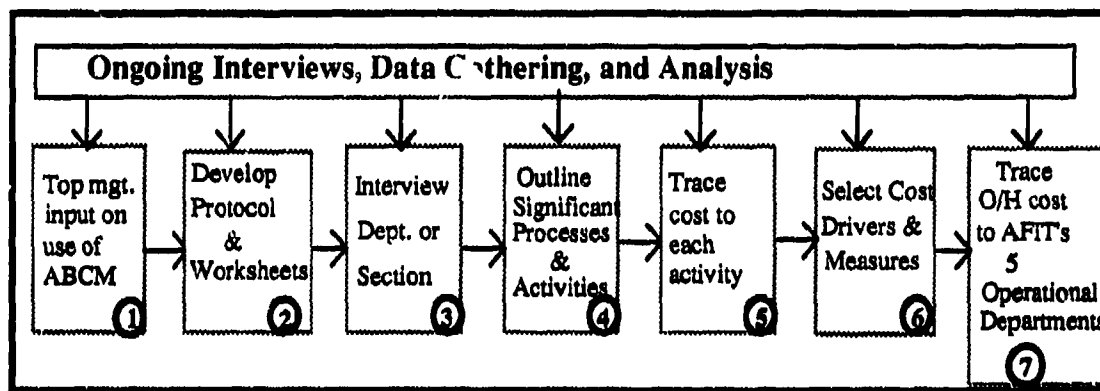 Ongoing Interviews, Data Gathering, and Analysis
Top mgt.
input on
use of
ABCM
1
Develop
Protocol
&
Worksheets
2
Interview
Dept. or
Section
3
Outline
Significant
Processes
&
Activities
4
Trace
cost to
each
activity
5
Select Cost
Drivers &
Measures
6
Trace
O/H cost
to AFIT's
5
Operational
Departments
7